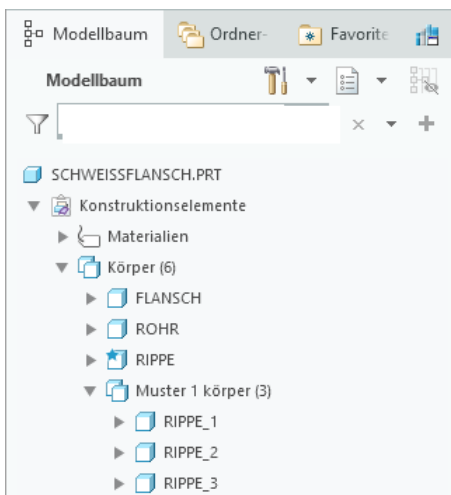 Modellbaum Ordner- Favorite
Modellbaum
SCHWEISSFLANSCH.PRT
Konstruktionselemente
Materialien
Körper (6)
FLANSCH
ROHR
RIPPE
Muster 1 körper (3)
RIPPE_1
RIPPE_2
RIPPE_3